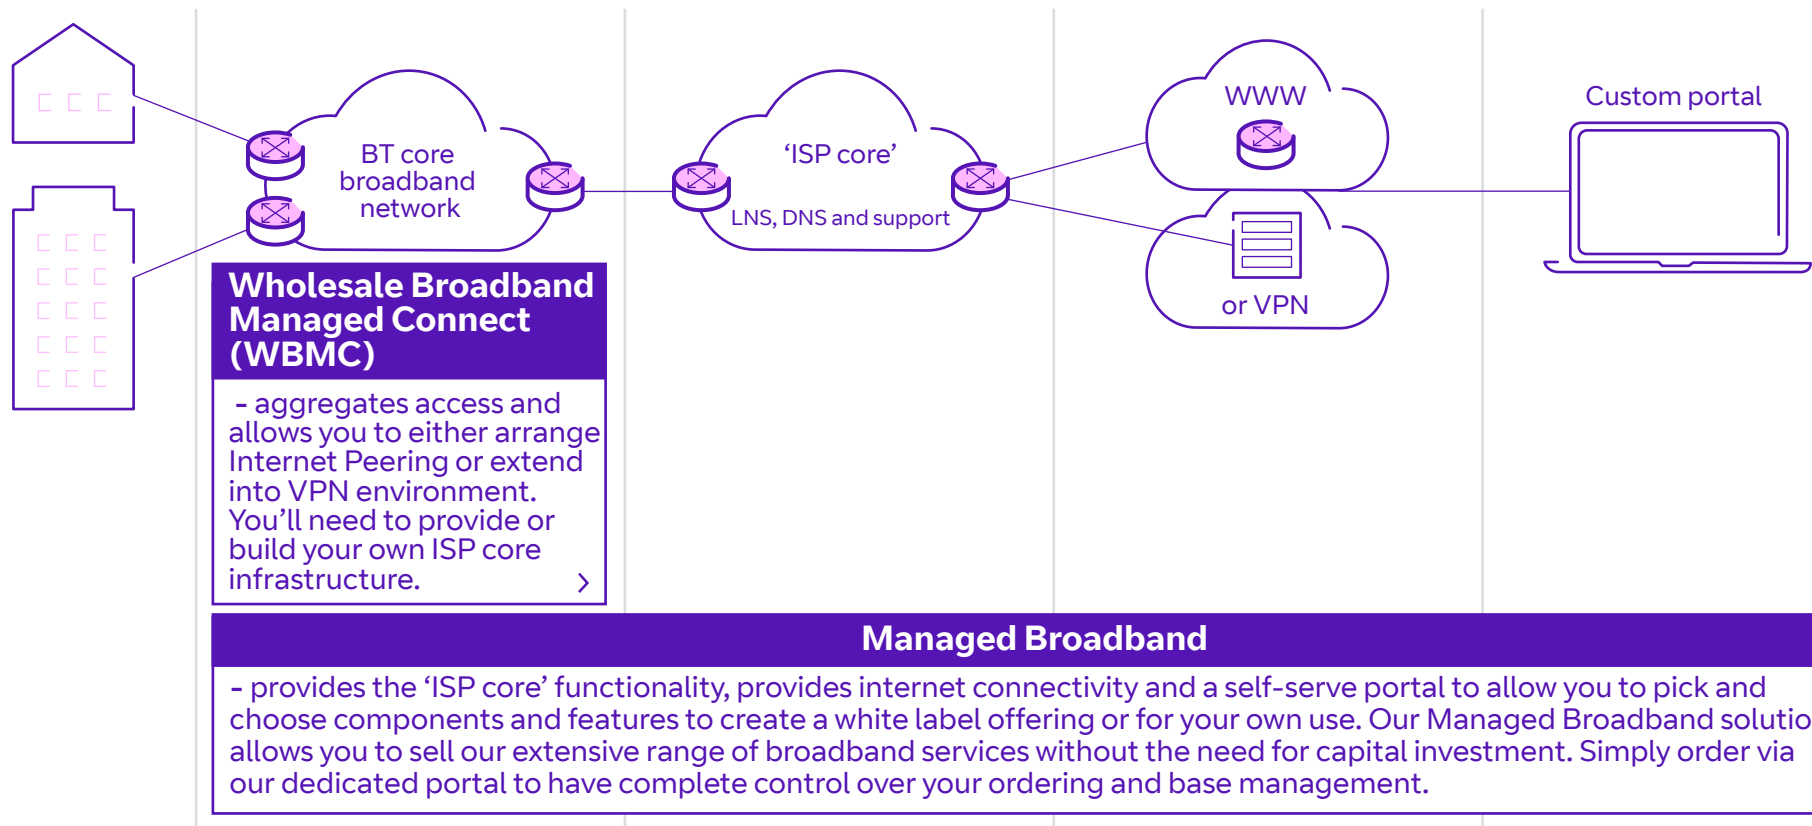 WWW
Custom portal
BT core
broadband
network
‘ISP core’
LNS, DNS and support
or VPN
Wholesale Broadband
Managed Connect
(WBMC)
– aggregates access and
allows you to either arrange
Internet Peering or extend
into VPN environment.
You’ll need to provide or
build your own ISP core
infrastructure.
Managed Broadband
– provides the ‘ISP core’ functionality, provides internet connectivity and a self-serve portal to allow you to pick and
choose components and features to create a white label offering or for your own use. Our Managed Broadband solutio
allows you to sell our extensive range of broadband services without the need for capital investment. Simply order via
our dedicated portal to have complete control over your ordering and base management.